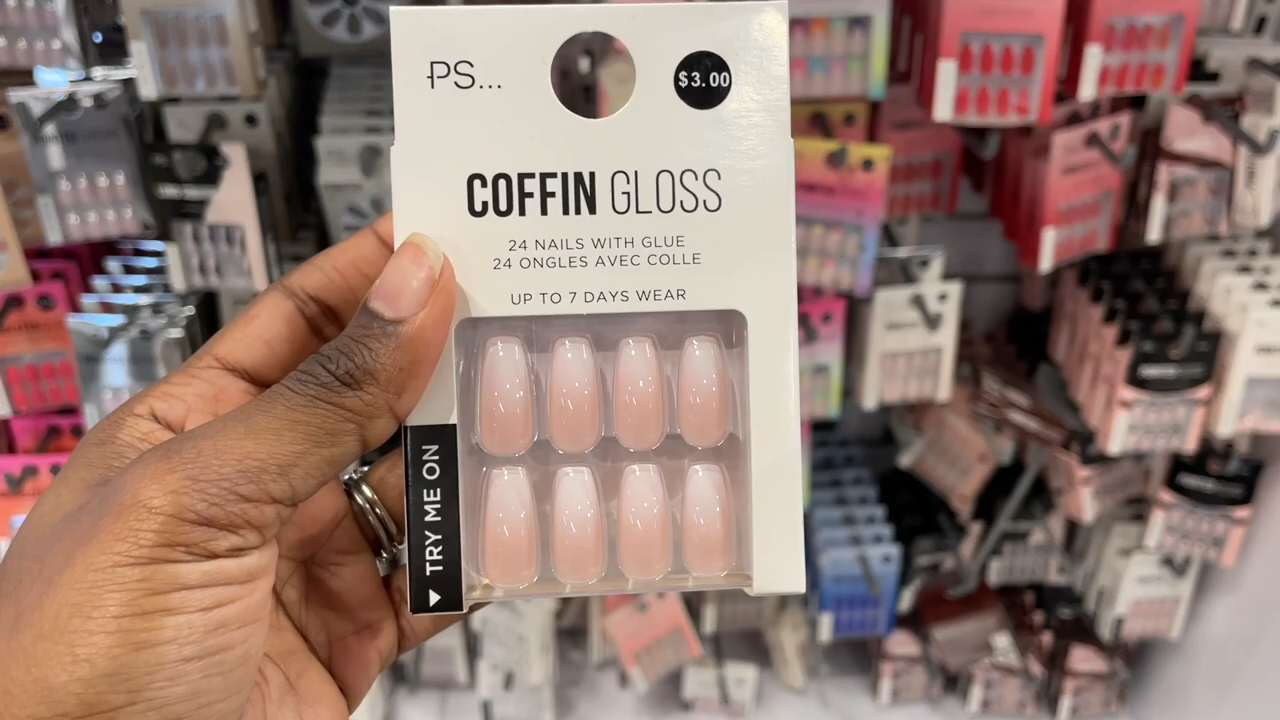 PS...
$3.00
COFFIN GLOSS
24 NAILS WITH GLUE
24 ONGLES AVEC COLLE
UP TO 7 DAYS WEAR
TRY ME ON